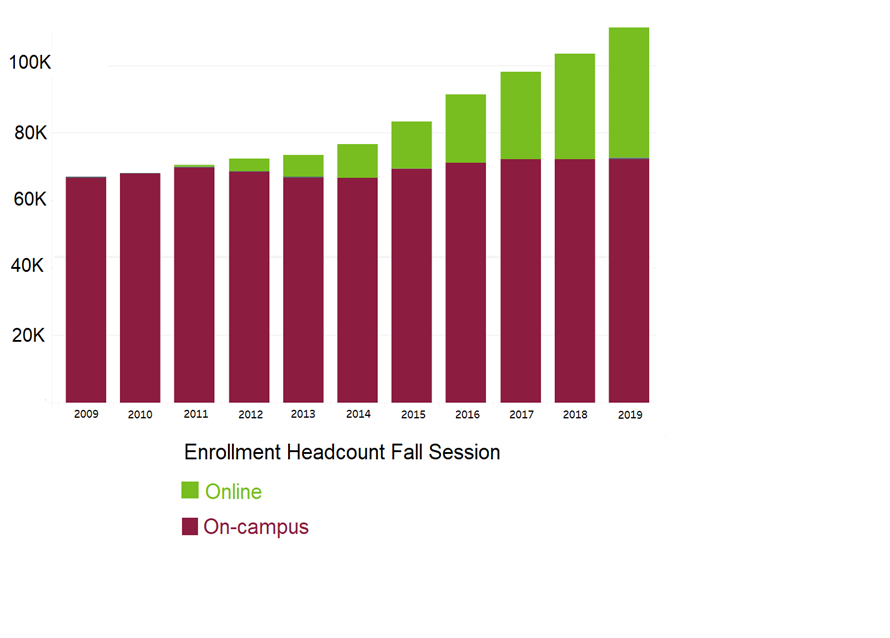 100K
80K
60K
40K
20K
2009 2010 2011 2012 2013 2014 2015 2016 2017 2018 2019
Enrollment Headcount Fall Session
Online
On-campus